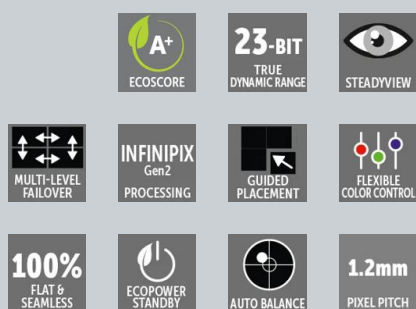 A+
ECOSCORE
23-BIT
TRUE
DYNAMIC RANGE
STEADYVIEW
MULTI-LEVEL
FAILOVER
INFINIPIX
Gen2
PROCESSING
GUIDED
PLACEMENT
FLEXIBLE
COLOR CONTROL
100%
FLAT &
SEAMLESS
ECOPOWER
STANDBY
AUTO BALANCE
1.2mm
PIXEL PITCH